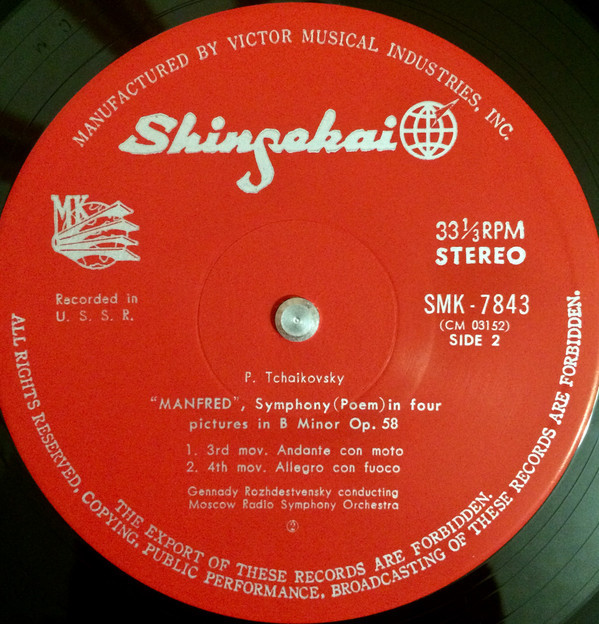 MANUFACTURED BY VICTOR MUSICAL INDUSTRIES, INC.
Shinsekai
MK
33⅓RPM
STEREO
Recorded in
U. S. S. R.
SMK-7843
(CM 03152)
SIDE 2
P. Tchaikovsky
"MANFRED", Symphony(Poem)in four
pictures in B Minor Op. 58
1. 3rd mov. Andante con moto
2. 4th mov. Allegro con fuoco
Gennady Rozhdestvensky conducting
Moscow Radio Symphony Orchestra
ALL RIGHTS RESERVED, COPYING, PUBLIC PERFORMANCE, BROADCASTING OF THESE RECORDS ARE FORBIDDEN.
THE EXPORT OF THESE RECORDS ARE FORBIDDEN.